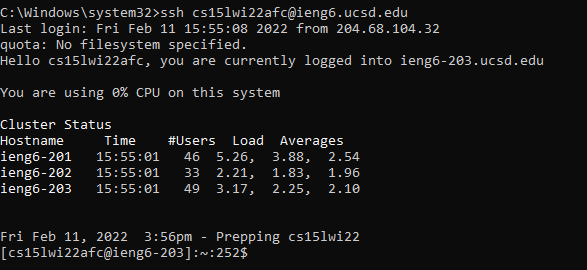 C:\Windows\system32>ssh cs15lwi22afc@ieng6.ucsd.edu
Last login: Fri Feb 11 15:55:08 2022 from 204.68.104.32
quota: No filesystem specified.
Hello cs15lwi22afc, you are currently logged into ieng6-203.ucsd.edu
You are using 0% CPU on this system
Cluster Status
Hostname     Time    #Users  Load  Averages
ieng6-201   15:55:01   46  5.26,  3.88,  2.54
ieng6-202   15:55:01   33  2.21,  1.83,  1.96
ieng6-203   15:55:01   49  3.17,  2.25,  2.10
Fri Feb 11, 2022  3:56pm - Prepping cs15lwi22
[cs15lwi22afc@ieng6-203]:~:252$